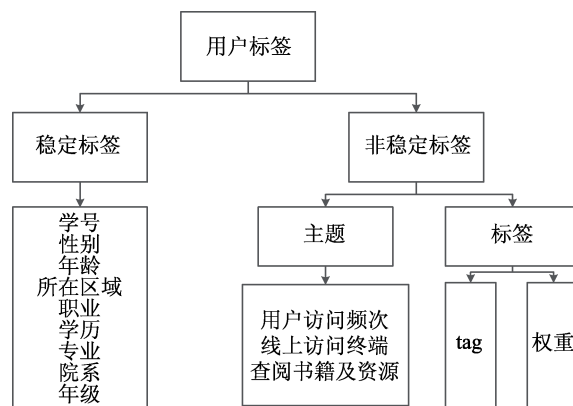 用户标签
稳定标签
非稳定标签
学号
性别
年龄
所在区域
职业
学历
专业
院系
年级
主题
标签
用户访问频次
线上访问终端
查阅书籍及资源
tag
权重